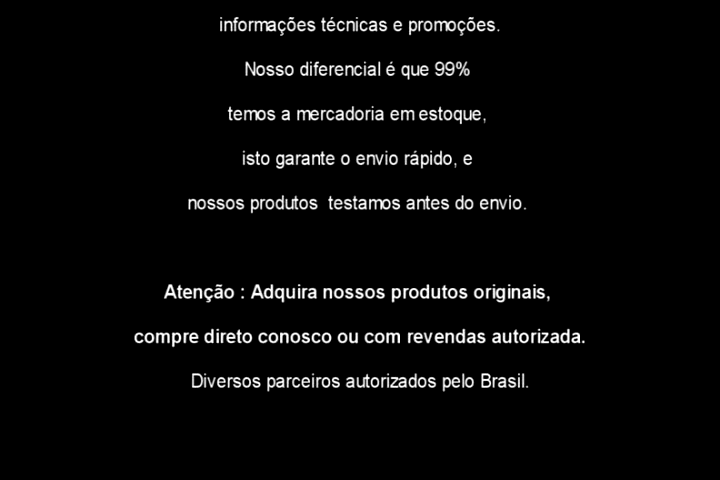 informações técnicas e promoções.
Nosso diferencial é que 99%
temos a mercadoria em estoque,
isto garante o envio rápido, e
nossos produtos testamos antes do envio.
Atenção : Adquira nossos produtos originais,
compre direto conosco ou com revendas autorizada.
Diversos parceiros autorizados pelo Brasil.